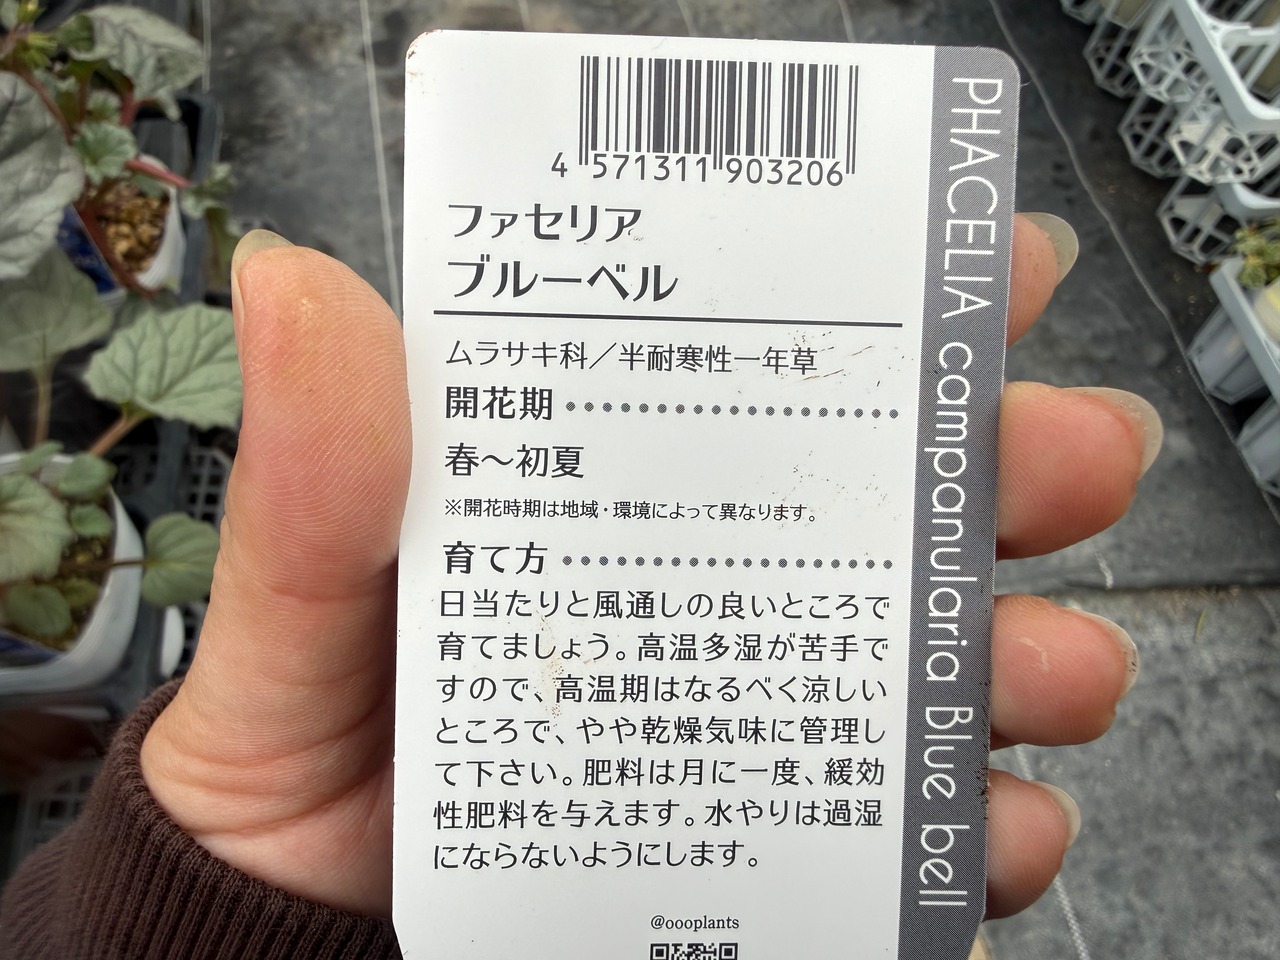 4 571311 903206
ファセリア
ブルーベル
ムラサキ科／半耐寒性一年草
開花期
春〜初夏
※開花時期は地域・環境によって異なります。
育て方
日当たりと風通しの良いところで
育てましょう。高温多湿が苦手で
すので、高温期はなるべく涼しい
ところで、やや乾燥気味に管理し
て下さい。肥料は月に一度、緩効
性肥料を与えます。水やりは過湿
にならないようにします。
@oooplants
PHACELIA campanularia Blue bell